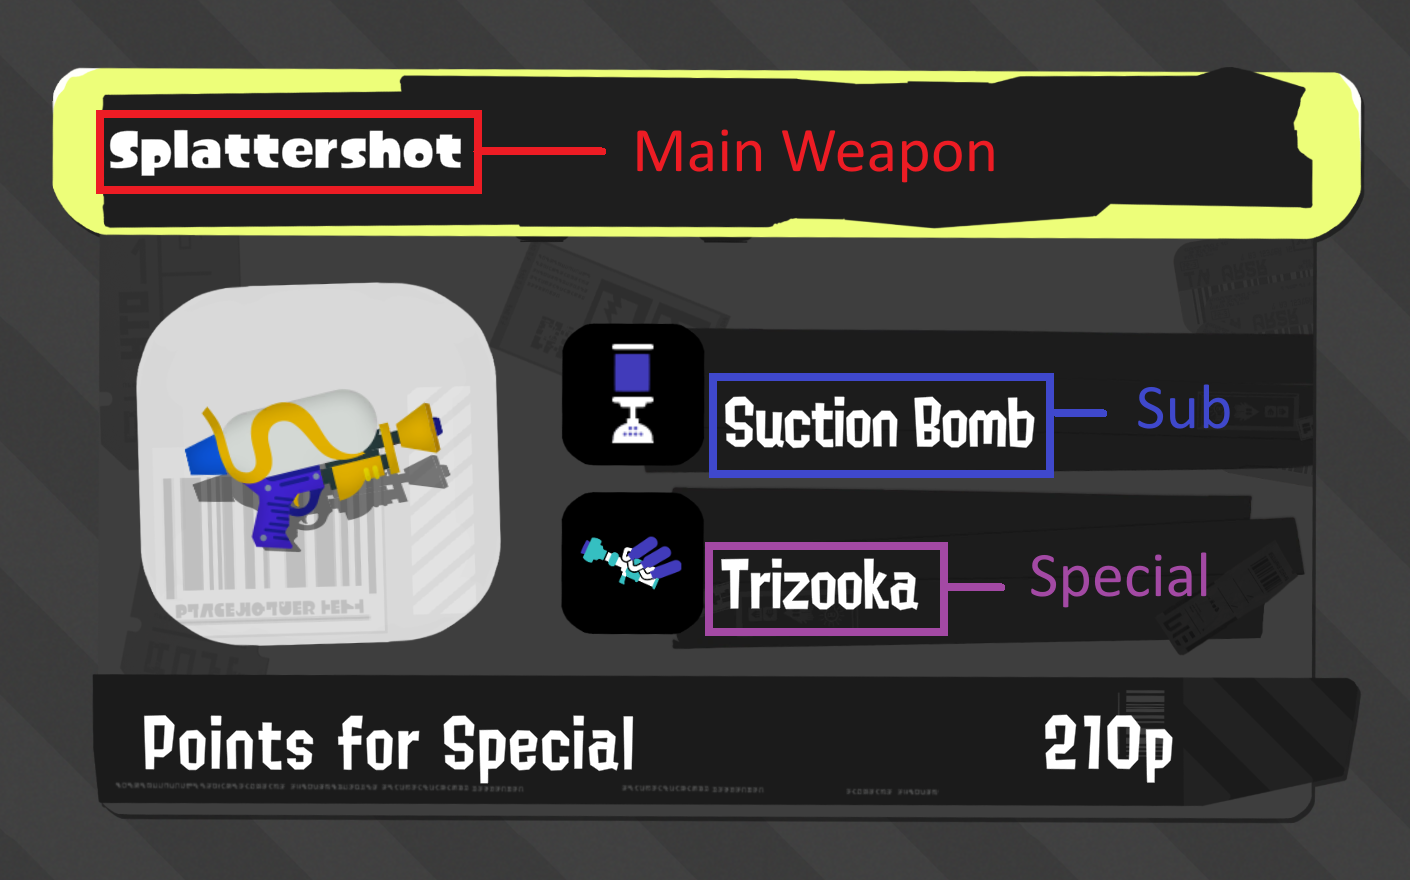 Splattershot
Main Weapon
Suction Bomb
Sub
Trizooka
Special
Points for Special
210p